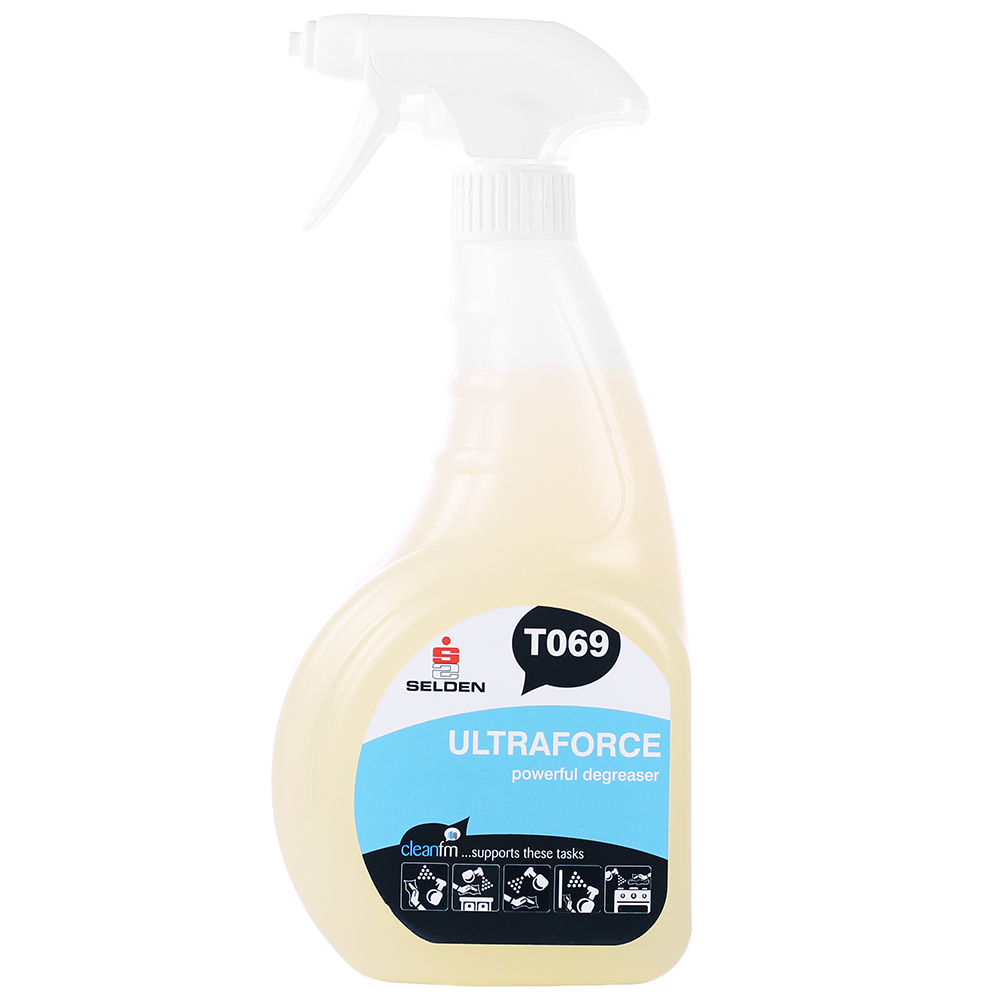 T069
SELDEN
ULTRAFORCE
powerful degreaser
cleanfm ...supports these tasks